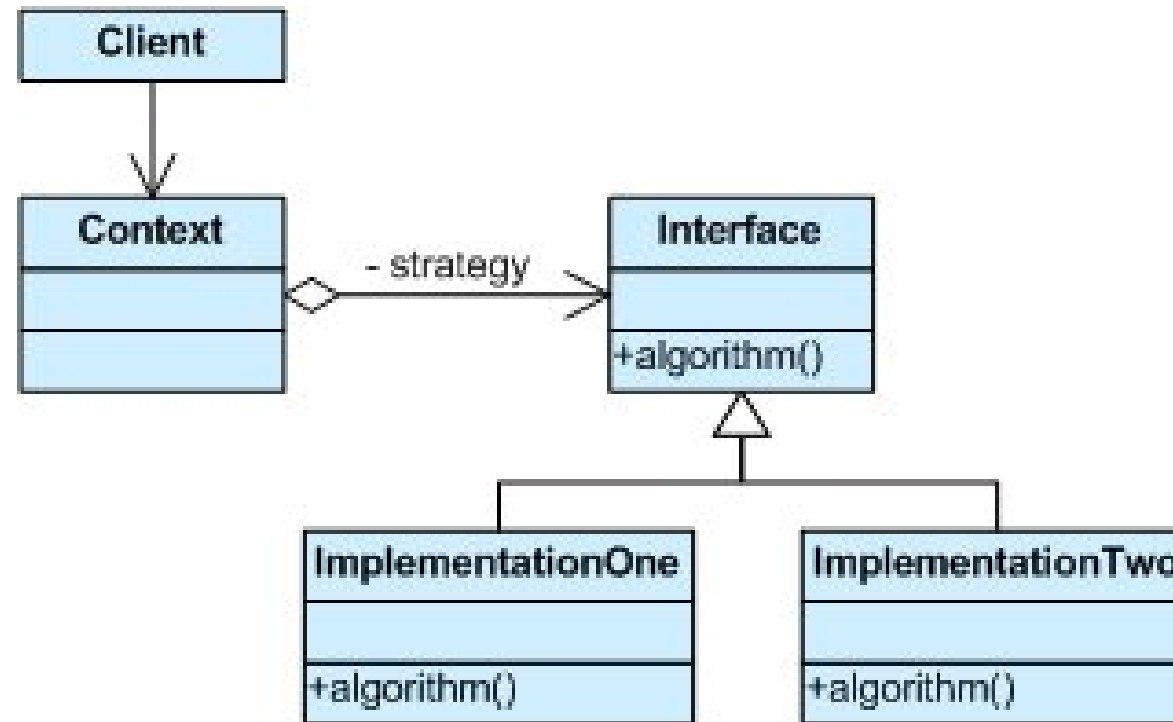 Client
Context
- strategy
Interface
+algorithm()
ImplementationOne
+algorithm()
ImplementationTwo
+algorithm()